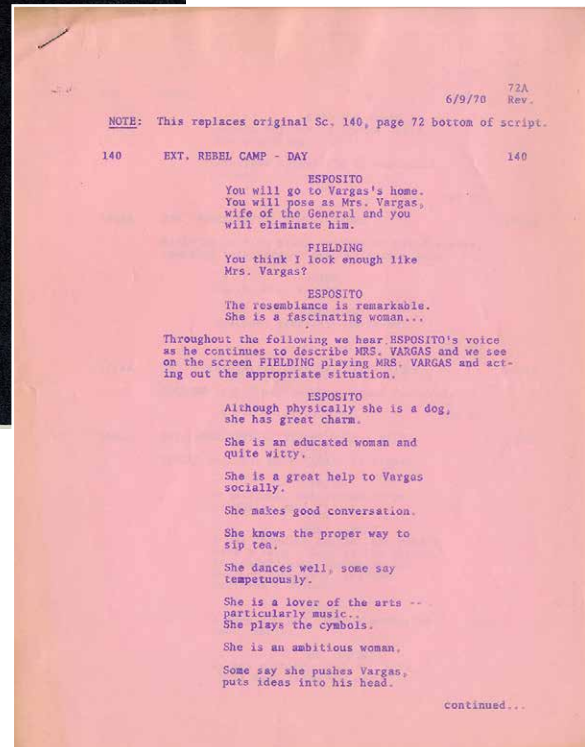 72A
6/9/70 Rev.
NOTE: This replaces original Sc. 140, page 72 bottom of script.
140 EXT. REBEL CAMP - DAY 140
ESPOSITO
You will go to Vargas's home.
You will pose as Mrs. Vargas,
wife of the General and you
will eliminate him.
FIELDING
You think I look enough like
Mrs. Vargas?
ESPOSITO
The resemblance is remarkable.
She is a fascinating woman...
Throughout the following we hear ESPOSITO's voice
as he continues to describe MRS. VARGAS and we see
on the screen FIELDING playing MRS. VARGAS and act-
ing out the appropriate situation.
ESPOSITO
Although physically she is a dog,
she has great charm.
She is an educated woman and
quite witty.
She is a great help to Vargas
socially.
She makes good conversation.
She knows the proper way to
sip tea.
She dances well, some say
tempetuously.
She is a lover of the arts --
particularly music..
She plays the cymbols.
She is an ambitious woman.
Some say she pushes Vargas,
puts ideas into his head.
continued...